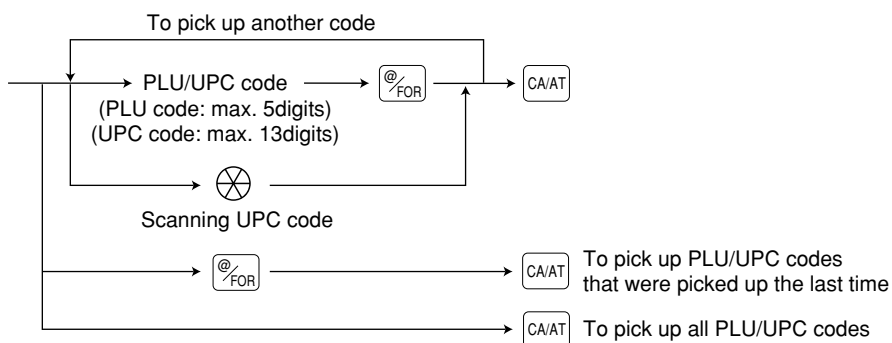 To pick up another code
PLU/UPC code
@/FOR
CA/AT
(PLU code: max. 5digits)
(UPC code: max. 13digits)
Scanning UPC code
@/FOR
CA/AT
To pick up PLU/UPC codes
that were picked up the last time
CA/AT
To pick up all PLU/UPC codes